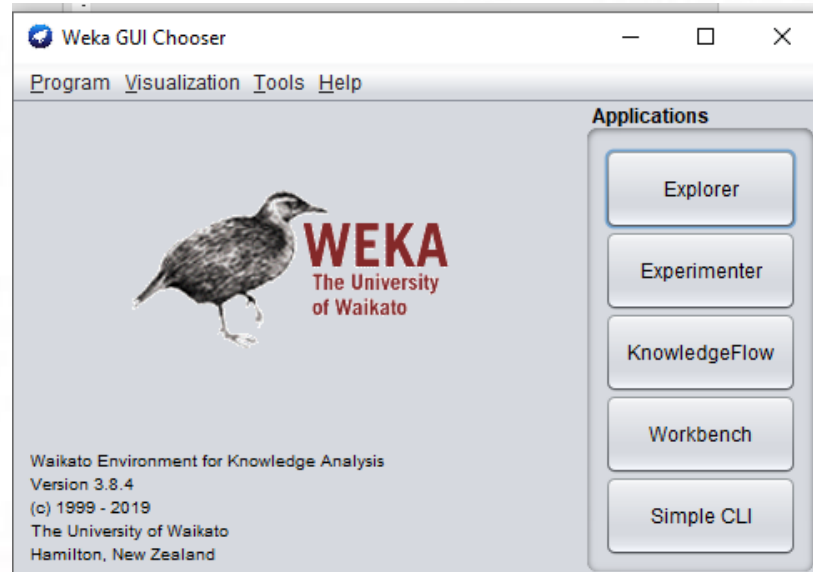 Weka GUI Chooser
Program Visualization Tools Help
Applications
Explorer
Experimenter
KnowledgeFlow
Workbench
Simple CLI
WEKA
The University
of Waikato
Waikato Environment for Knowledge Analysis
Version 3.8.4
(c) 1999 - 2019
The University of Waikato
Hamilton, New Zealand